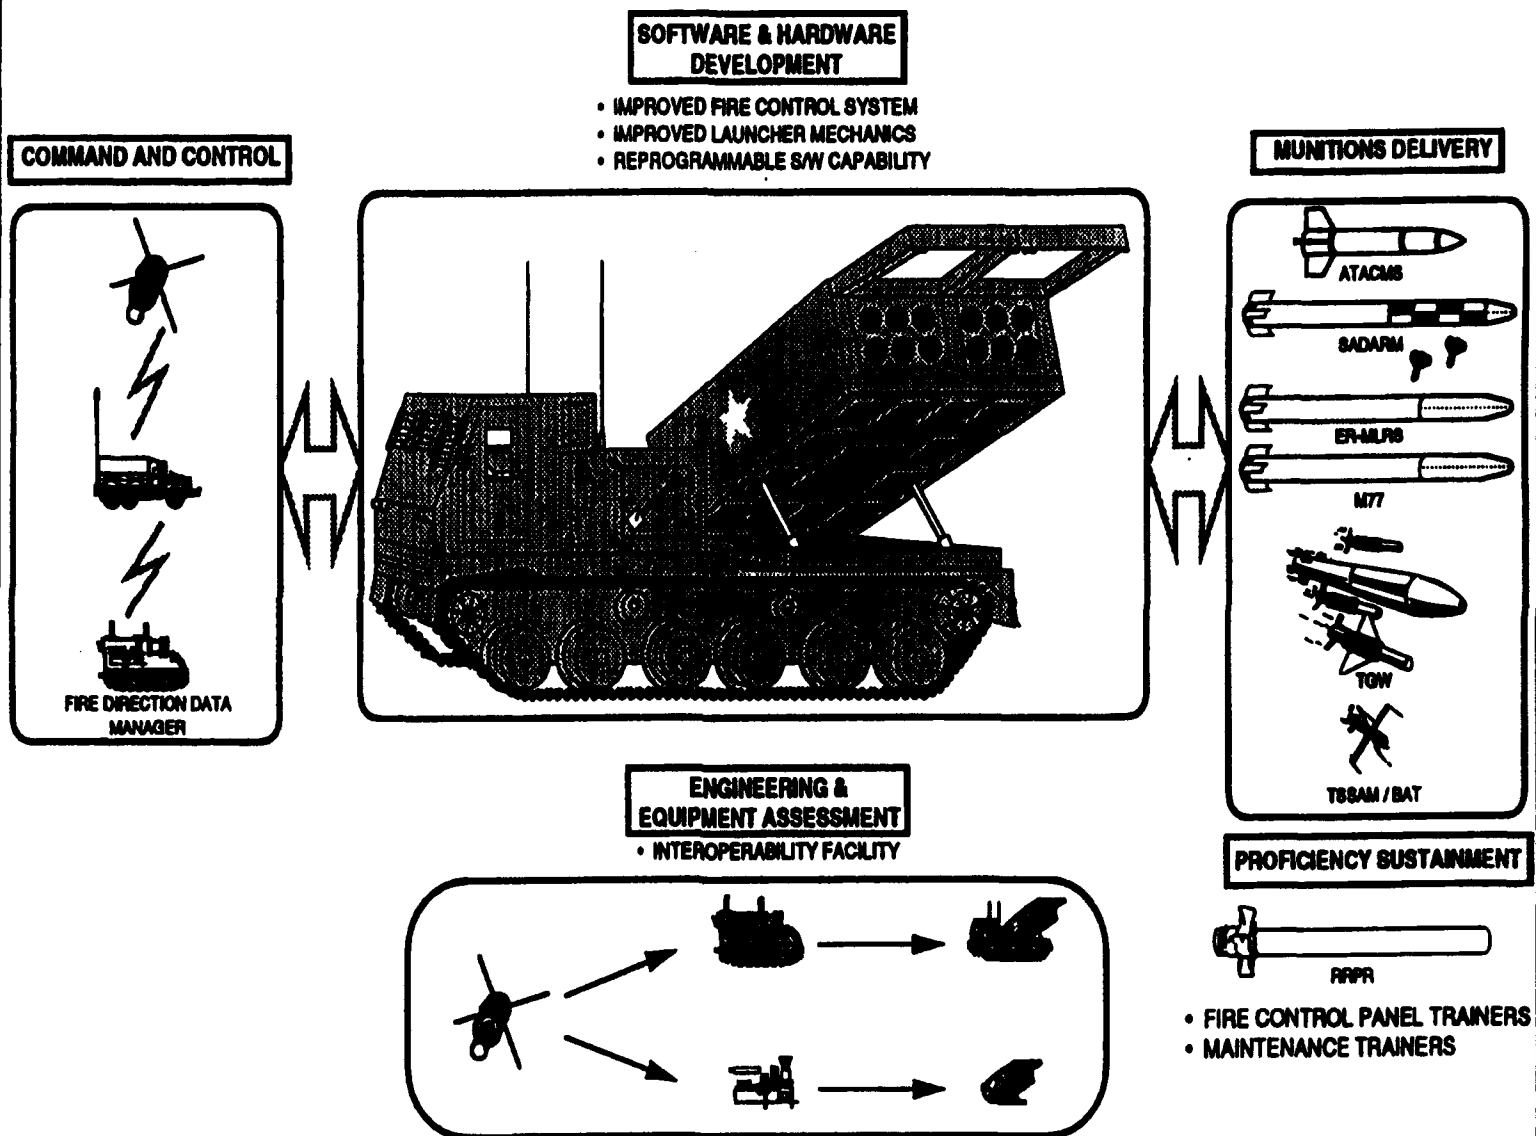 SOFTWARE & HARDWARE
DEVELOPMENT
• IMPROVED FIRE CONTROL SYSTEM
• IMPROVED LAUNCHER MECHANICS
• REPROGRAMMABLE S/W CAPABILITY
COMMAND AND CONTROL
FIRE DIRECTION DATA
MANAGER
MUNITIONS DELIVERY
ATACMS
SADARM
ER-MLRS
M77
TGW
TSSAM / BAT
ENGINEERING &
EQUIPMENT ASSESSMENT
• INTEROPERABILITY FACILITY
PROFICIENCY SUSTAINMENT
RRPR
• FIRE CONTROL PANEL TRAINERS
• MAINTENANCE TRAINERS